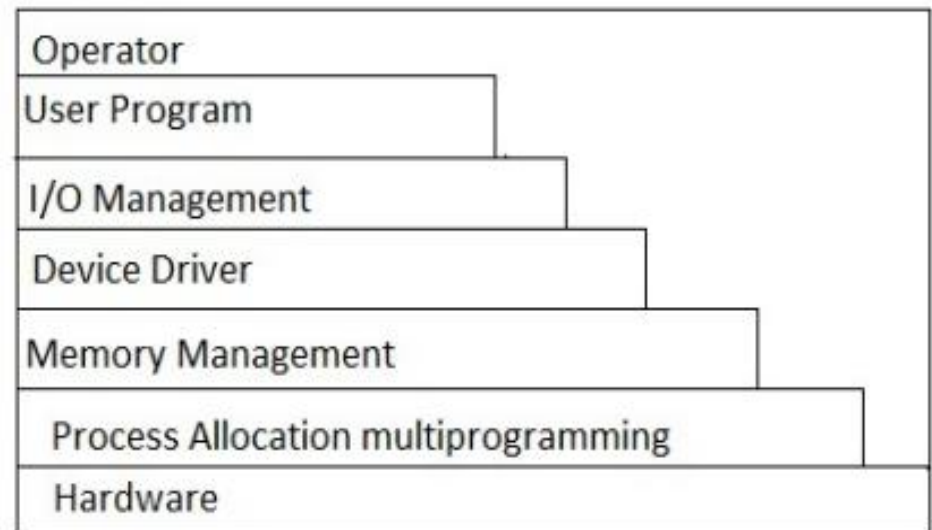 Operator
User Program
I/O Management
Device Driver
Memory Management
Process Allocation multiprogramming
Hardware